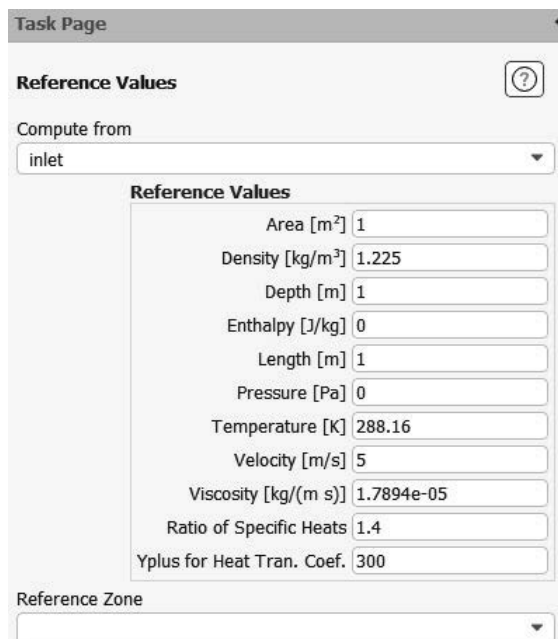 Task Page
Reference Values
Compute from
inlet
Reference Values
Area [m²] 1
Density [kg/m³] 1.225
Depth [m] 1
Enthalpy [J/kg] 0
Length [m] 1
Pressure [Pa] 0
Temperature [K] 288.16
Velocity [m/s] 5
Viscosity [kg/(m s)] 1.7894e-05
Ratio of Specific Heats 1.4
Yplus for Heat Tran. Coef. 300
Reference Zone